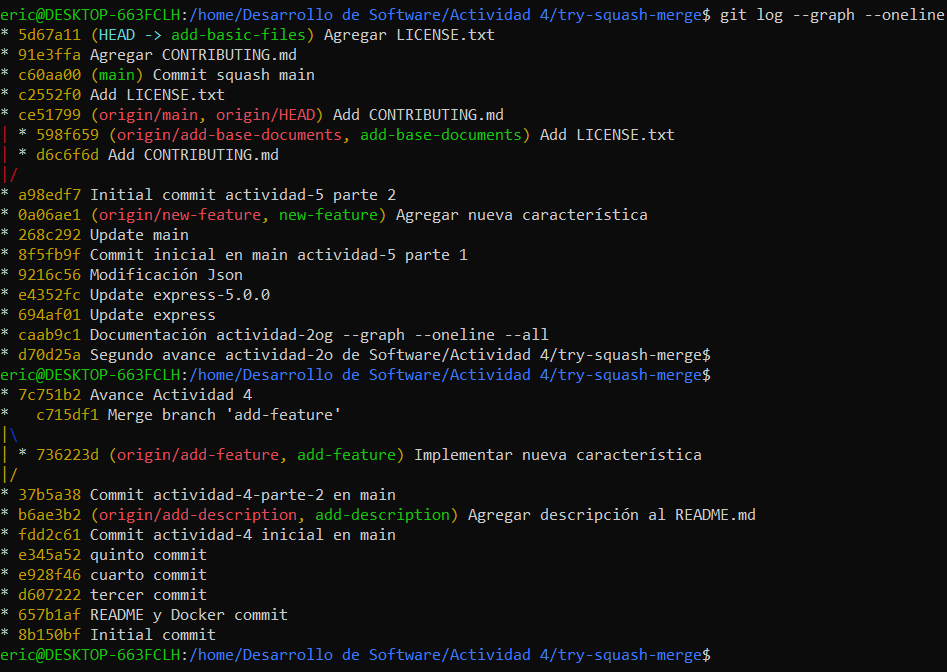 eric@DESKTOP-663FCLH:/home/Desarrollo de Software/Actividad 4/try-squash-merge$ git log --graph --oneline
* 5d67a11 (HEAD -> add-basic-files) Agregar LICENSE.txt
* 91e3ffa Agregar CONTRIBUTING.md
* c60aa00 (main) Commit squash main
* c2552f0 Add LICENSE.txt
* ce51799 (origin/main, origin/HEAD) Add CONTRIBUTING.md
| * 598f659 (origin/add-base-documents, add-base-documents) Add LICENSE.txt
| * d6c6f6d Add CONTRIBUTING.md
|/
* a98edf7 Initial commit actividad-5 parte 2
* 0a06ae1 (origin/new-feature, new-feature) Agregar nueva característica
* 268c292 Update main
* 8f5fb9f Commit inicial en main actividad-5 parte 1
* 9216c56 Modificación Json
* e4352fc Update express-5.0.0
* 694af01 Update express
* caab9c1 Documentación actividad-2og --graph --oneline --all
* d70d25a Segundo avance actividad-2o de Software/Actividad 4/try-squash-merge$
eric@DESKTOP-663FCLH:/home/Desarrollo de Software/Actividad 4/try-squash-merge$
* 7c751b2 Avance Actividad 4
*   c715df1 Merge branch 'add-feature'
|\
| * 736223d (origin/add-feature, add-feature) Implementar nueva característica
|/
* 37b5a38 Commit actividad-4-parte-2 en main
* b6ae3b2 (origin/add-description, add-description) Agregar descripción al README.md
* fdd2c61 Commit actividad-4 inicial en main
* e345a52 quinto commit
* e928f46 cuarto commit
* d607222 tercer commit
* 657b1af README y Docker commit
* 8b150bf Initial commit
eric@DESKTOP-663FCLH:/home/Desarrollo de Software/Actividad 4/try-squash-merge$